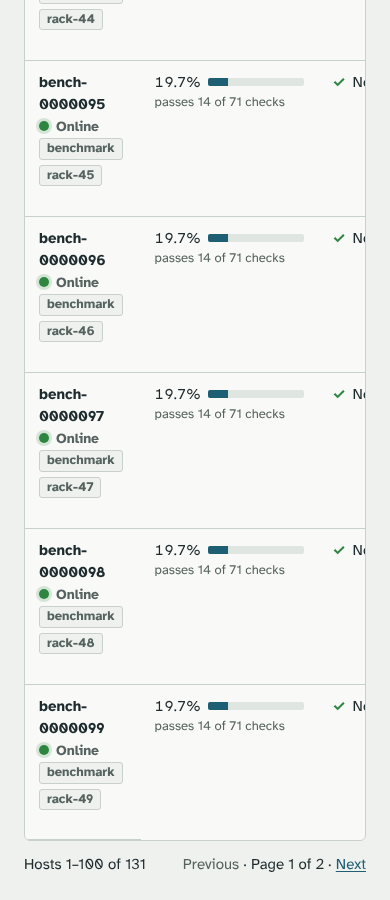 rack-44
bench-
0000095
19.7%
passes 14 of 71 checks
Online
benchmark
rack-45
bench-
0000096
19.7%
passes 14 of 71 checks
Online
benchmark
rack-46
bench-
0000097
19.7%
passes 14 of 71 checks
Online
benchmark
rack-47
bench-
0000098
19.7%
passes 14 of 71 checks
Online
benchmark
rack-48
bench-
0000099
19.7%
passes 14 of 71 checks
Online
benchmark
rack-49
Hosts 1–100 of 131 Previous · Page 1 of 2 · Next